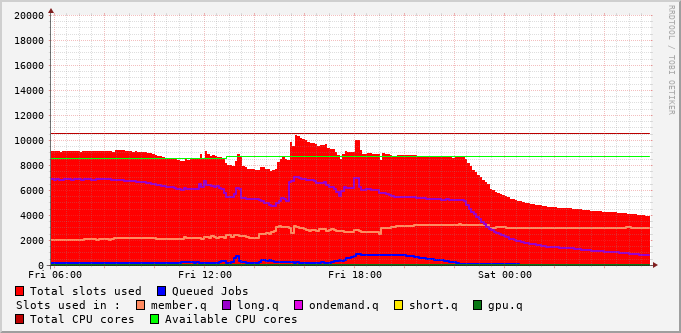 20000
18000
16000
14000
12000
10000
8000
6000
4000
2000
0
Fri 06:00 Fri 12:00 Fri 18:00 Sat 00:00
Total slots used Queued Jobs
Slots used in : member.q long.q ondemand.q short.q gpu.q
Total CPU cores Available CPU cores
RRDTOOL / TOBI OETIKER